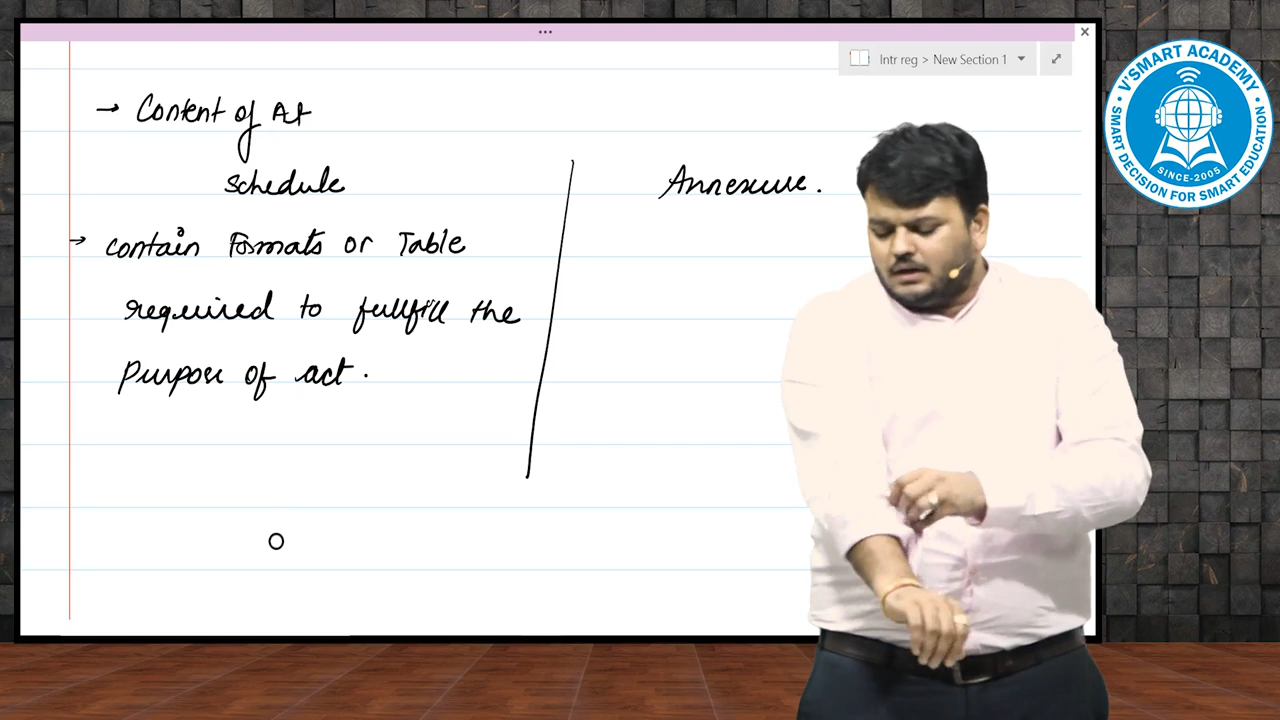 ...
Intr reg > New Section 1
→ Content of Act
Schedule
Annexure.
→ contain Formats or Table
required to fullfill the
Purpose of act.
O
V'SMART ACADEMY
SINCE-2005
SMART DECISION FOR SMART EDUCATION